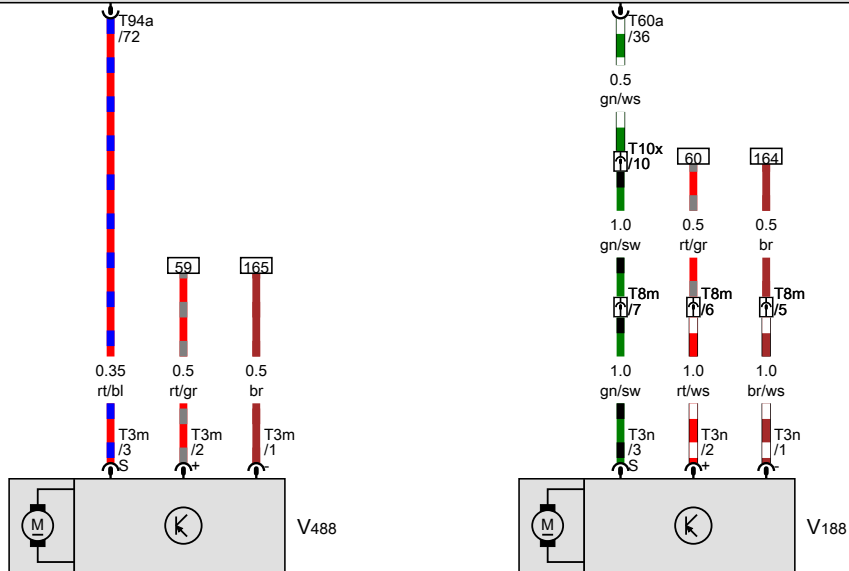 T94a
/72
T60a
/36
0.5
gn/ws
T10x
/10
60
164
1.0
gn/sw
0.5
rt/gr
0.5
br
59
165
T8m
/7
T8m
/6
T8m
/5
0.35
rt/bl
0.5
rt/gr
0.5
br
1.0
gn/sw
1.0
rt/ws
1.0
br/ws
T3m
/3
S
T3m
/2
+
T3m
/1
-
T3n
/3
S
T3n
/2
+
T3n
/1
-
M
V488
M
V188